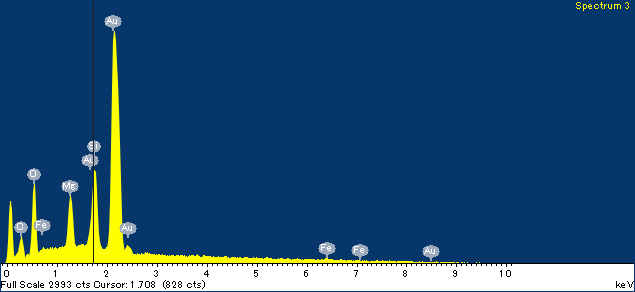 Spectrum 3
Au
Si
Au
O
Mg
Fe
Au
Fe
Fe
Au
0 1 2 3 4 5 6 7 8 9 10
Full Scale 2993 cts Cursor: 1.708 (828 cts)
keV